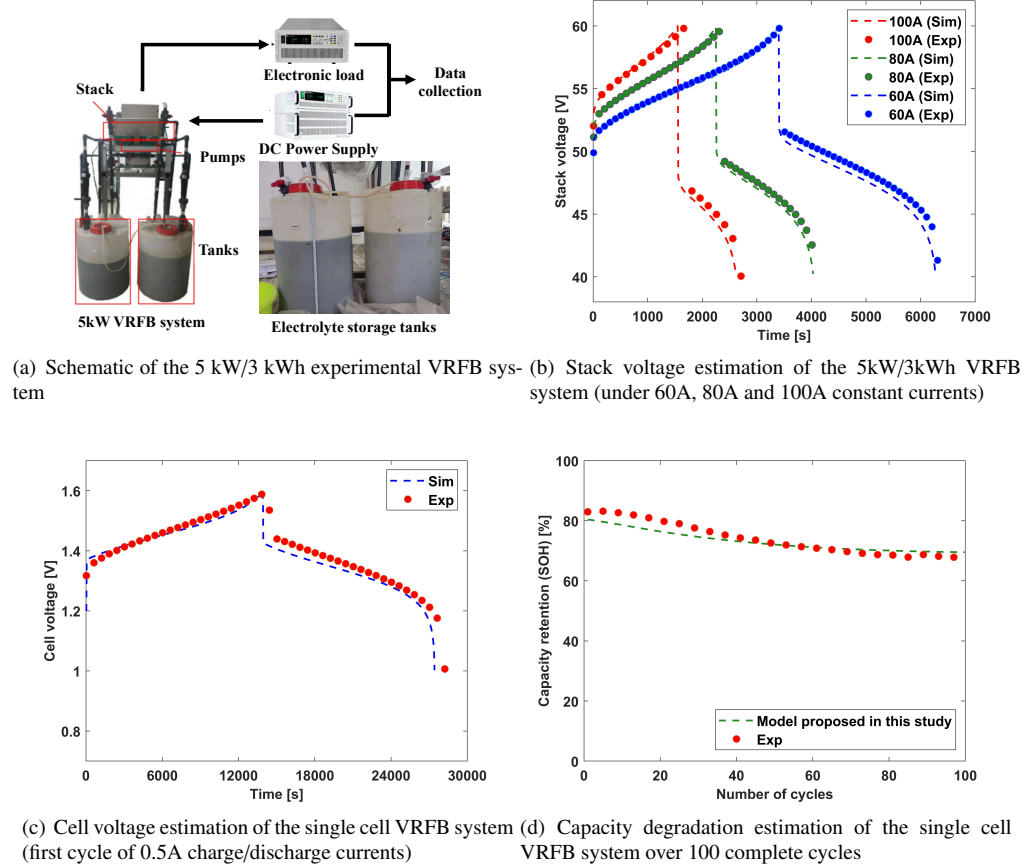 Electronic load
Stack
Data
collection
Pumps
DC Power Supply
Tanks
5kW VRFB system
Electrolyte storage tanks
60
55
50
45
40
Stack voltage [V]
0
1000
2000
3000
4000
5000
6000
7000
Time [s]
100A (Sim)
100A (Exp)
80A (Sim)
80A (Exp)
60A (Sim)
60A (Exp)
(a) Schematic of the 5 kW/3 kWh experimental VRFB sys-
tem
(b) Stack voltage estimation of the 5kW/3kWh VRFB
system (under 60A, 80A and 100A constant currents)
1.6
1.4
1.2
1
0.8
Cell voltage [V]
0
6000
12000
18000
24000
30000
Time [s]
Sim
Exp
100
80
60
40
20
0
Capacity retention (SOH) [%]
0
20
40
60
80
100
Number of cycles
Model proposed in this study
Exp
(c) Cell voltage estimation of the single cell VRFB system
(first cycle of 0.5A charge/discharge currents)
(d) Capacity degradation estimation of the single cell
VRFB system over 100 complete cycles